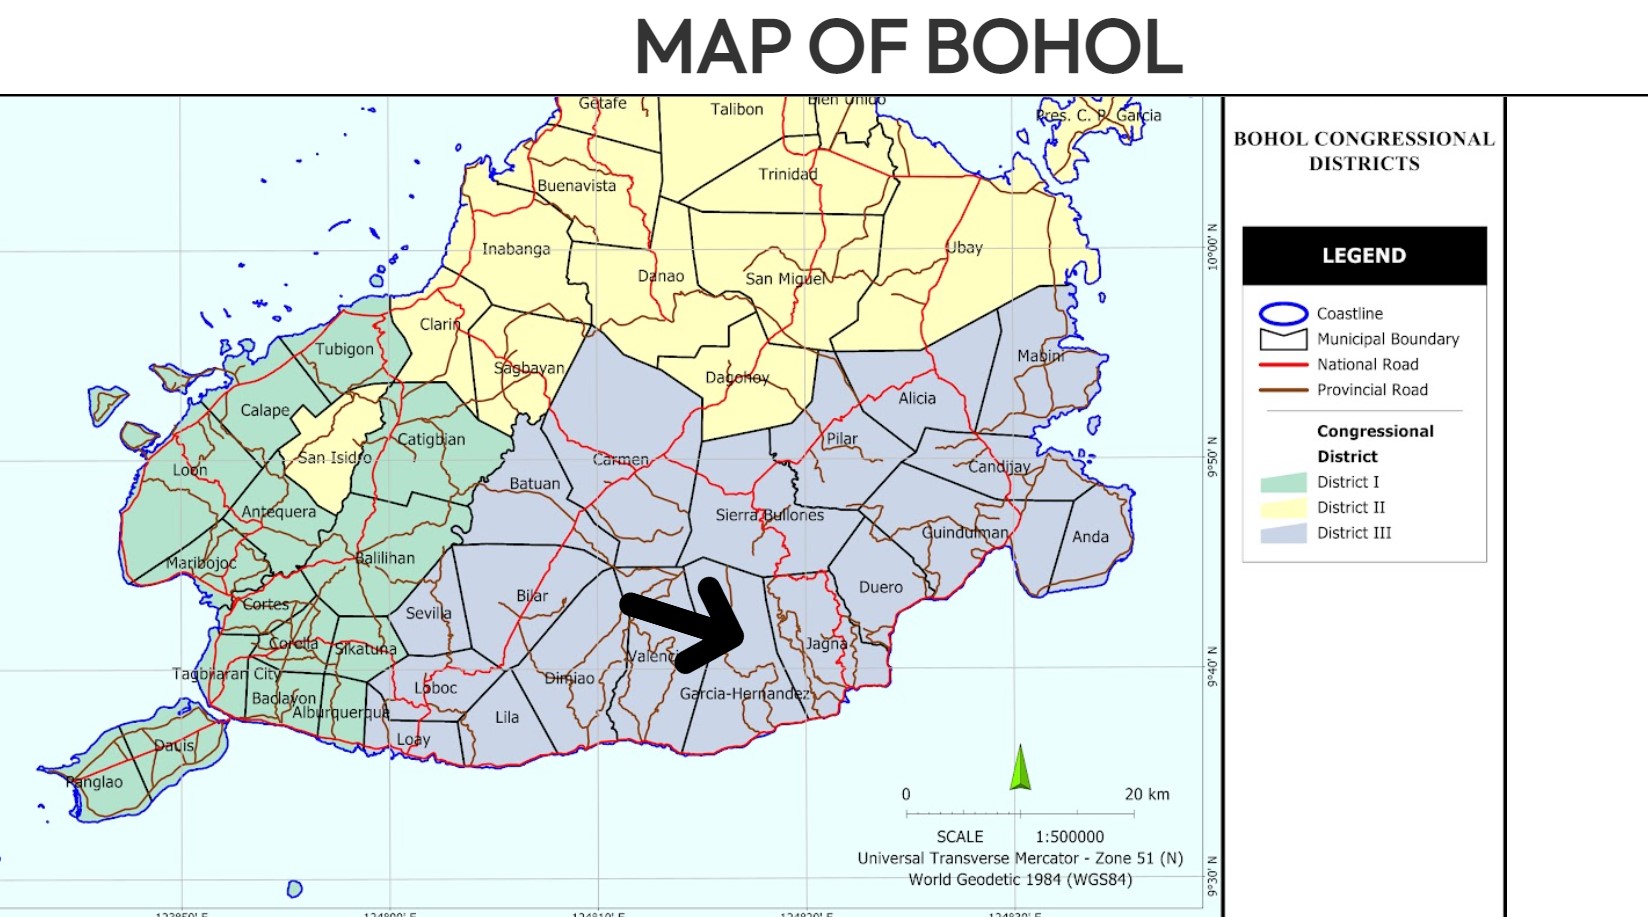 MAP OF BOHOL
Getafe
Talibon
Bien Unido
Pres. C. P. Garcia
Buenavista
Trinidad
Inabanga
Danao
San Miguel
Ubay
Clarin
Tubigon
Sagbayan
Dagohoy
Mabini
Calape
Alicia
Catigbian
Pilar
San Isidro
Loon
Carmen
Candijay
Batuan
Antequera
Sierra Bullones
Guindulman
Anda
Maribojoc
Balilihan
Duero
Cortes
Sevilla
Bilar
Corella
Sikatuna
Valencia
Jagna
Tagbilaran City
Dimiao
Loboc
Garcia-Hernandez
Baclayon
Alburquerque
Lila
Loay
Dauis
Panglao
10°00' N
9°50' N
9°40' N
9°30' N
0 20 km
SCALE 1:500000
Universal Transverse Mercator - Zone 51 (N)
World Geodetic 1984 (WGS84)
BOHOL CONGRESSIONAL
DISTRICTS
LEGEND
Coastline
Municipal Boundary
National Road
Provincial Road
Congressional
District
District I
District II
District III